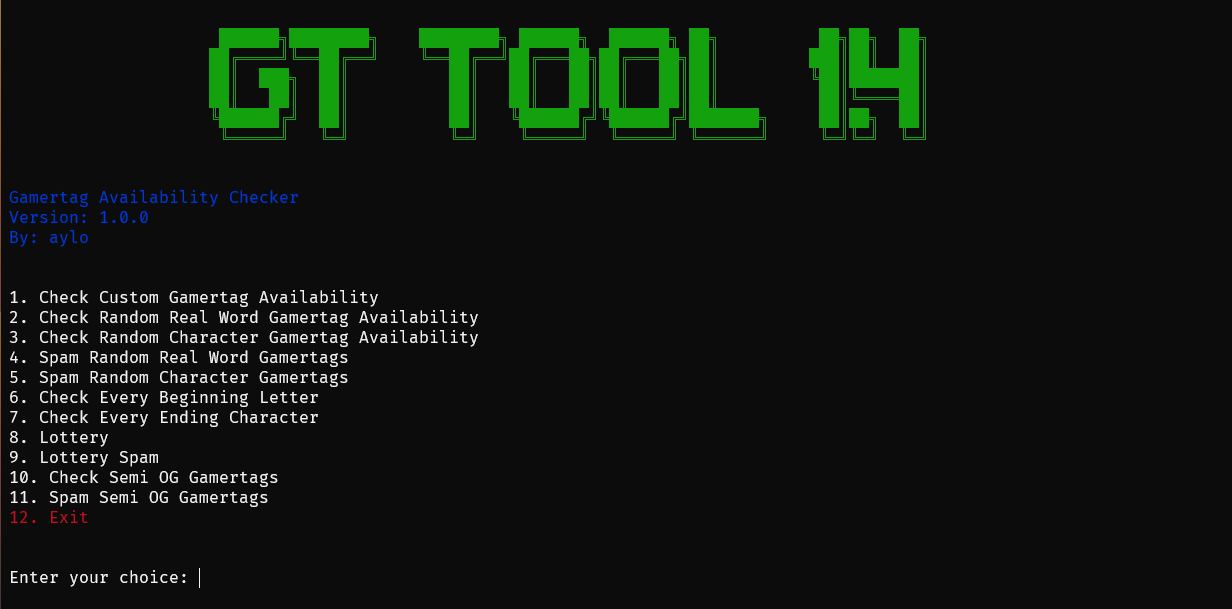 GT TOOL 14
Gamertag Availability Checker
Version: 1.0.0
By: aylo
1. Check Custom Gamertag Availability
2. Check Random Real Word Gamertag Availability
3. Check Random Character Gamertag Availability
4. Spam Random Real Word Gamertags
5. Spam Random Character Gamertags
6. Check Every Beginning Letter
7. Check Every Ending Character
8. Lottery
9. Lottery Spam
10. Check Semi OG Gamertags
11. Spam Semi OG Gamertags
12. Exit
Enter your choice: